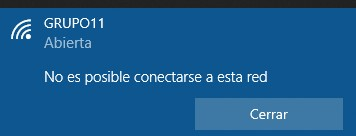 GRUPO11
Abierta
No es posible conectarse a esta red
Cerrar